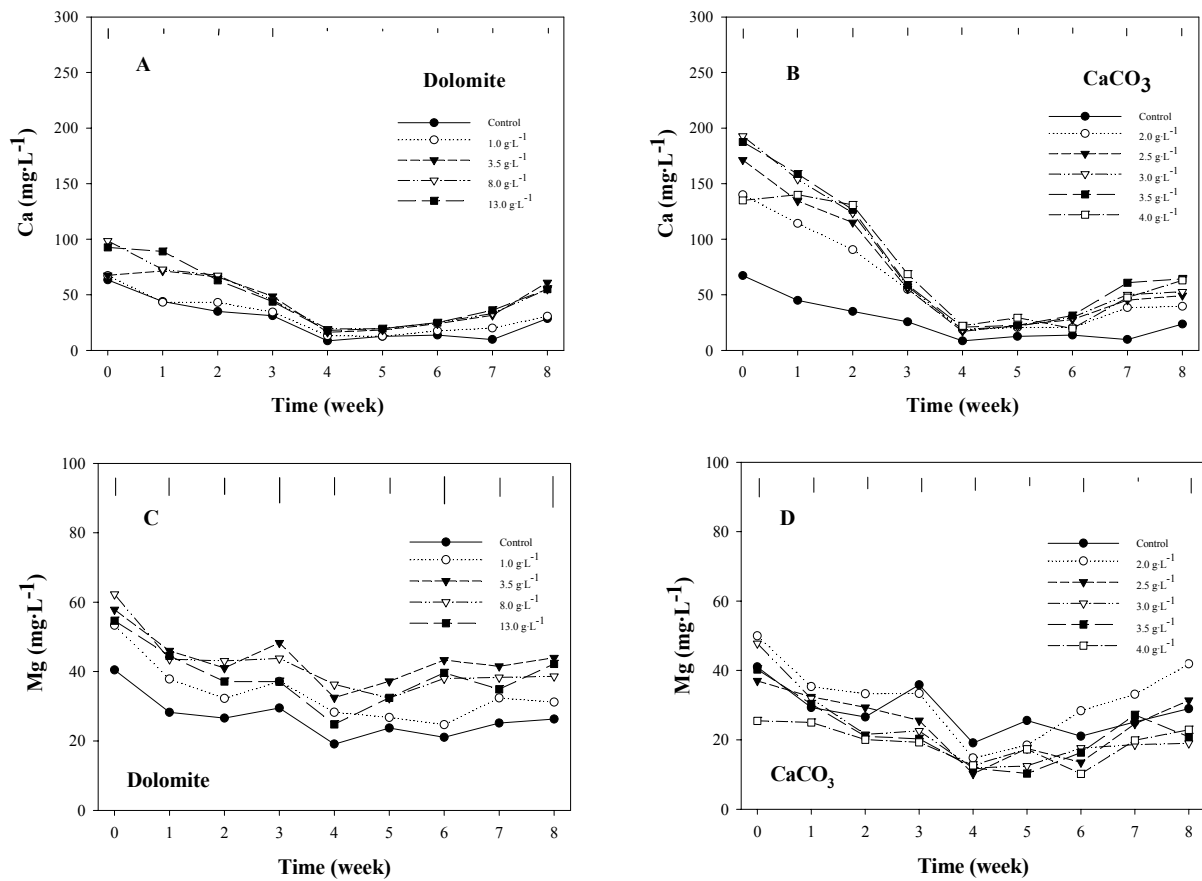 A
Dolomite
Ca (mg·L-1)
300
250
200
150
100
50
0
Control
1.0 g·L-1
3.5 g·L-1
8.0 g·L-1
13.0 g·L-1
0 1 2 3 4 5 6 7 8
Time (week)
B
CaCO3
Ca (mg·L-1)
300
250
200
150
100
50
0
Control
2.0 g·L-1
2.5 g·L-1
3.0 g·L-1
3.5 g·L-1
4.0 g·L-1
0 1 2 3 4 5 6 7 8
Time (week)
C
Mg (mg·L-1)
100
80
60
40
20
0
Control
1.0 g·L-1
3.5 g·L-1
8.0 g·L-1
13.0 g·L-1
Dolomite
0 1 2 3 4 5 6 7 8
Time (week)
D
Mg (mg·L-1)
100
80
60
40
20
0
Control
2.0 g·L-1
2.5 g·L-1
3.0 g·L-1
3.5 g·L-1
4.0 g·L-1
CaCO3
0 1 2 3 4 5 6 7 8
Time (week)